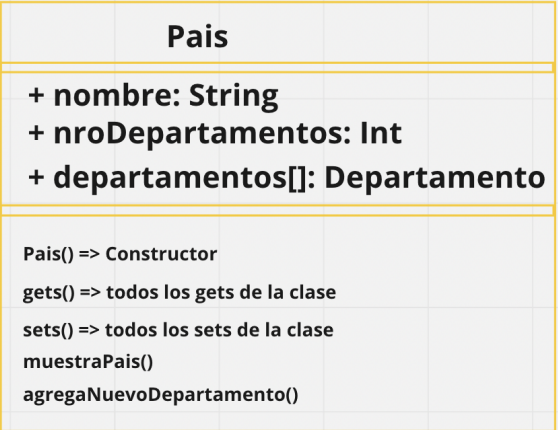 Pais
+ nombre: String
+ nroDepartamentos: Int
+ departamentos[]: Departamento
Pais() => Constructor
gets() => todos los gets de la clase
sets() => todos los sets de la clase
muestraPais()
agregaNuevoDepartamento()